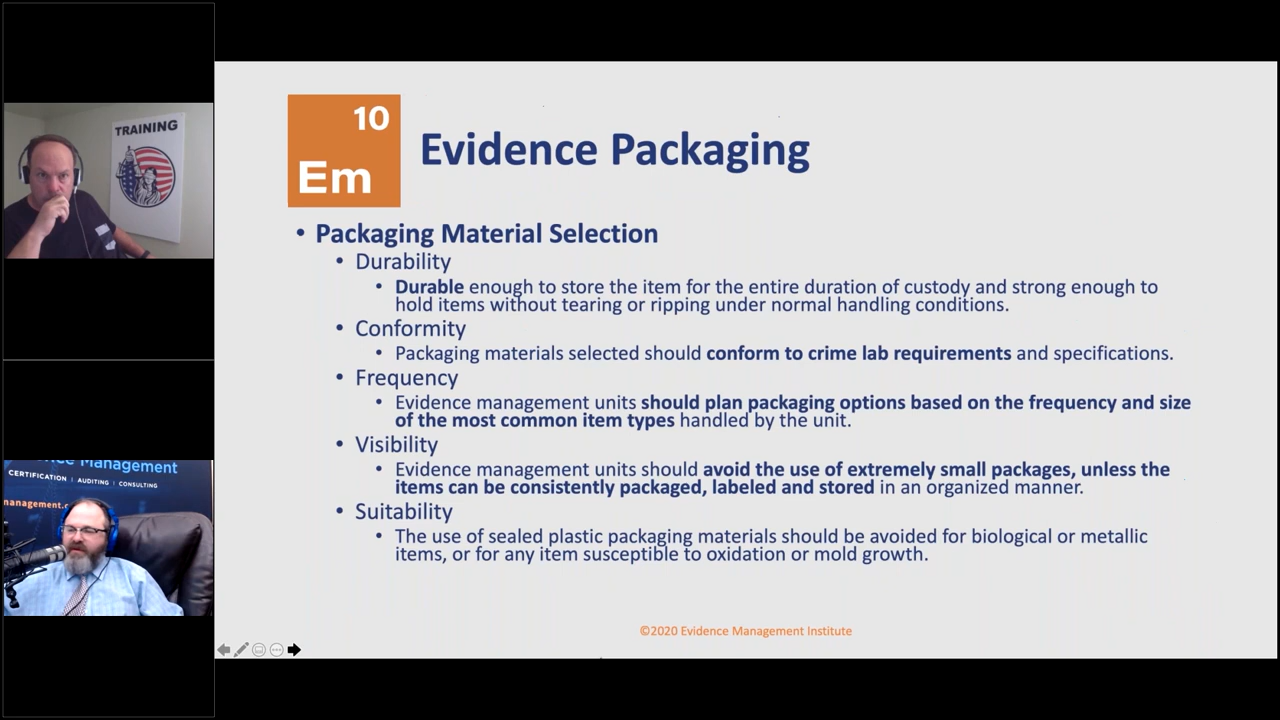 TRAINING
ence Management
CERTIFICATION | AUDITING | CONSULTING
management.c
10
Em
Evidence Packaging
• Packaging Material Selection
• Durability
• Durable enough to store the item for the entire duration of custody and strong enough to
hold items without tearing or ripping under normal handling conditions.
• Conformity
• Packaging materials selected should conform to crime lab requirements and specifications.
• Frequency
• Evidence management units should plan packaging options based on the frequency and size
of the most common item types handled by the unit.
• Visibility
• Evidence management units should avoid the use of extremely small packages, unless the
items can be consistently packaged, labeled and stored in an organized manner.
• Suitability
• The use of sealed plastic packaging materials should be avoided for biological or metallic
items, or for any item susceptible to oxidation or mold growth.
©2020 Evidence Management Institute